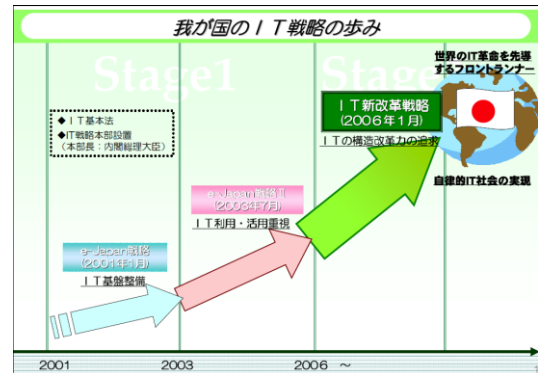 我が国のＩＴ戦略の歩み
Stage1
Stage
世界のIT革命を先導
するフロントランナー
ＩＴ新改革戦略
(2006年1月)
ＩＴの構造改革力の追求
◆ＩＴ基本法
◆IT戦略本部設置
（本部長：内閣総理大臣）
自律的IT社会の実現
e-Japan戦略Ⅱ
(2003年7月)
ＩＴ利用・活用重視
e-Japan戦略
(2001年1月)
ＩＴ基盤整備
2001
2003
2006　～